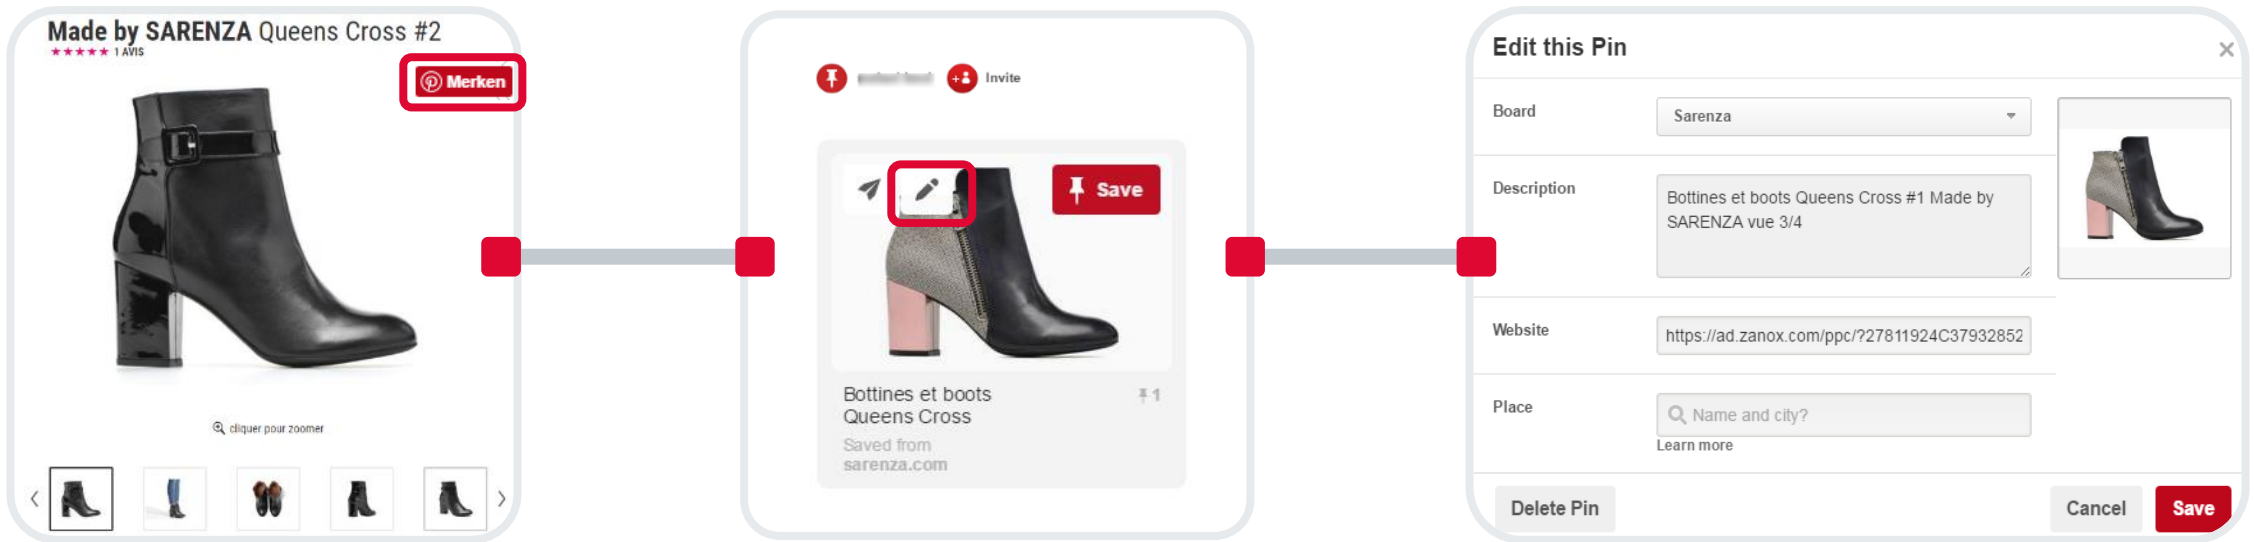 Made by SARENZA Queens Cross #2
★★★★★ 1 AVIS
Merken
cliquer pour zoomer
Invite
Save
Bottines et boots
Queens Cross
1
Saved from
sarenza.com
Edit this Pin
×
Board
Sarenza
Description
Bottines et boots Queens Cross #1 Made by
SARENZA vue 3/4
Website
https://ad.zanox.com/ppc/?27811924C37932852
Place
Name and city?
Learn more
Delete Pin
Cancel
Save